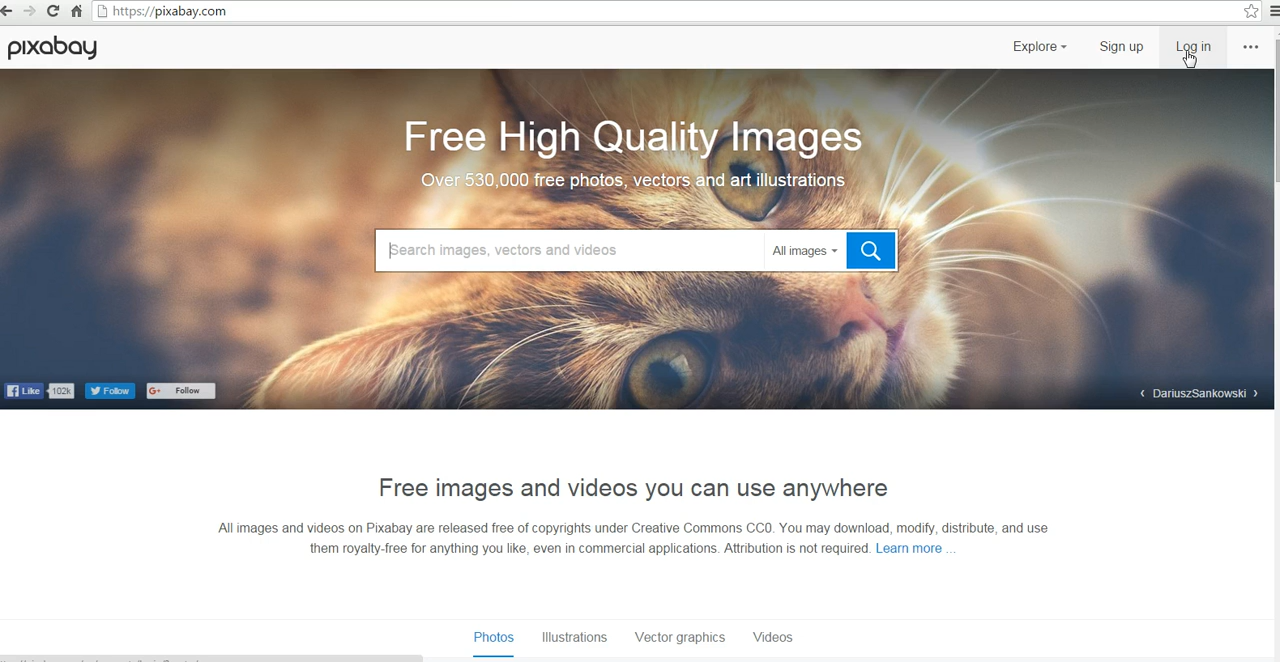 https://pixabay.com
pixabay
Explore
Sign up
Log in
Free High Quality Images
Over 530,000 free photos, vectors and art illustrations
Search images, vectors and videos
All images
Like
102k
Follow
G+
Follow
DariuszSankowski
Free images and videos you can use anywhere
All images and videos on Pixabay are released free of copyrights under Creative Commons CC0. You may download, modify, distribute, and use
them royalty-free for anything you like, even in commercial applications. Attribution is not required. Learn more ...
Photos
Illustrations
Vector graphics
Videos